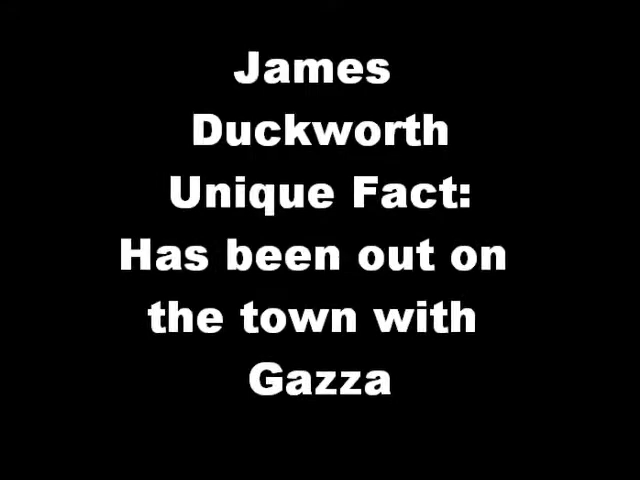 James
Duckworth
Unique Fact:
Has been out on
the town with
Gazza